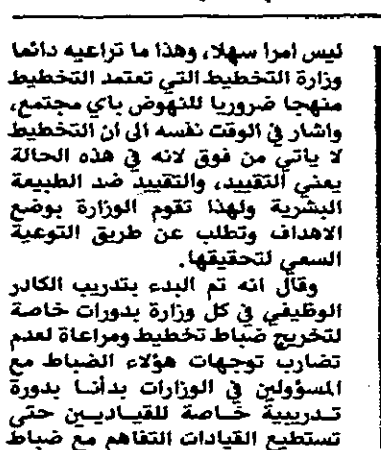 ليس امرا سهلا، وهذا ما تراعيه دائما
وزارة التخطيط التي تعتمد التخطيط
منهجا ضروريا للنهوض باي مجتمع،
واشار في الوقت نفسه الى ان التخطيط
لا ياتي من فوق لانه في هذه الحالة
يعني التقييد، والتقييد ضد الطبيعة
البشرية ولهذا تقوم الوزارة بوضع
الاهداف وتطلب عن طريق التوعية
السعي لتحقيقها.
وقال انه تم البدء بتدريب الكادر
الوظيفي في كل وزارة بدورات خاصة
لتخريج ضباط تخطيط ومراعاة لعدم
تضارب توجهات هؤلاء الضباط مع
المسؤولين في الوزارات بدأنا بدورة
تدريبية خاصة للقياديين حتى
تستطيع القيادات التفاهم مع ضباط